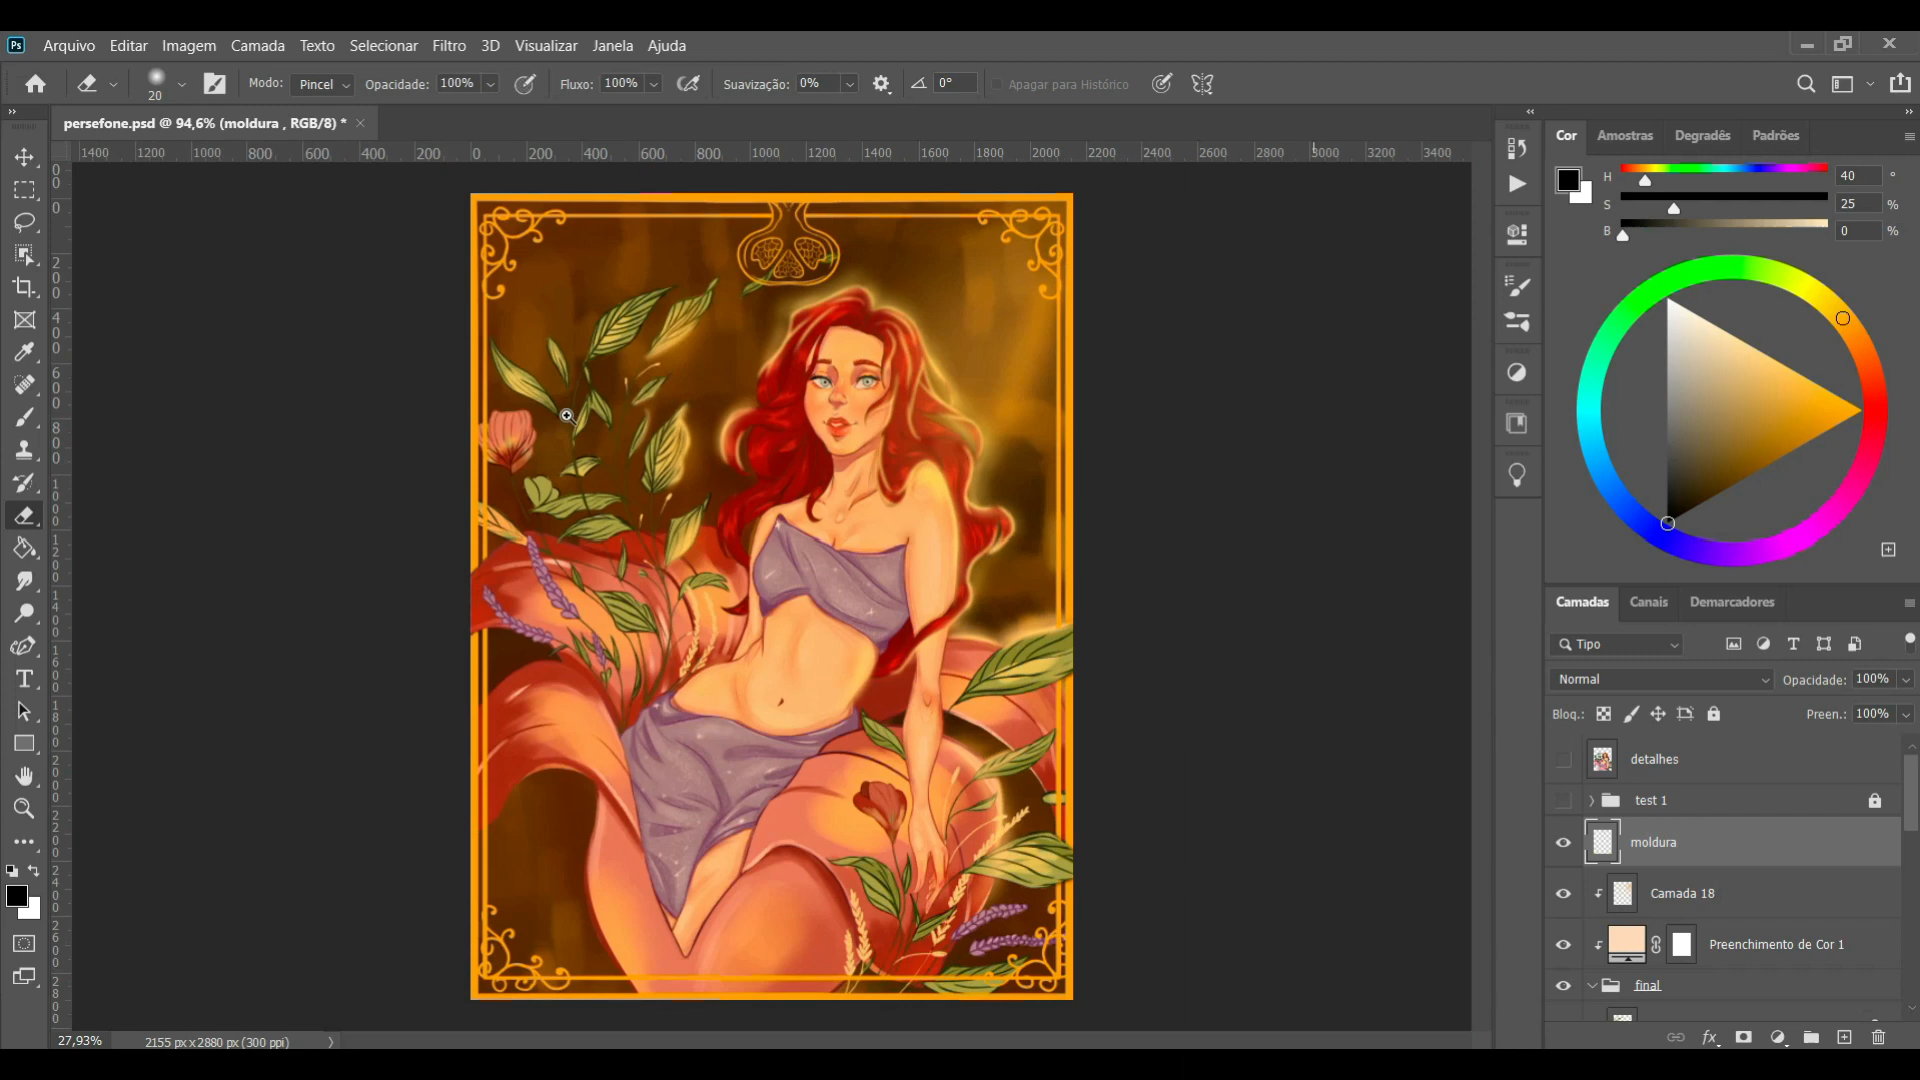 Ps Arquivo Editar Imagem Camada Texto Selecionar Filtro 3D Visualizar Janela Ajuda
20 Modo: Pincel Opacidade: 100% Fluxo: 100% Suavização: 0% 0° Apagar para Histórico
persefone.psd @ 94,6% (moldura , RGB/8) *
1400 1200 1000 800 600 400 200 0 200 400 600 800 1000 1200 1400 1600 1800 2000 2200 2400 2600 2800 3000 3200 3400
Cor Amostras Degradês Padrões
H 40 °
S 25 %
B 0 %
Camadas Canais Demarcadores
Tipo
Normal Opacidade: 100%
Bloq.: Preen.: 100%
detalhes
test 1
moldura
Camada 18
Preenchimento de Cor 1
final
fx
27,93% 2155 px x 2880 px (300 ppi)